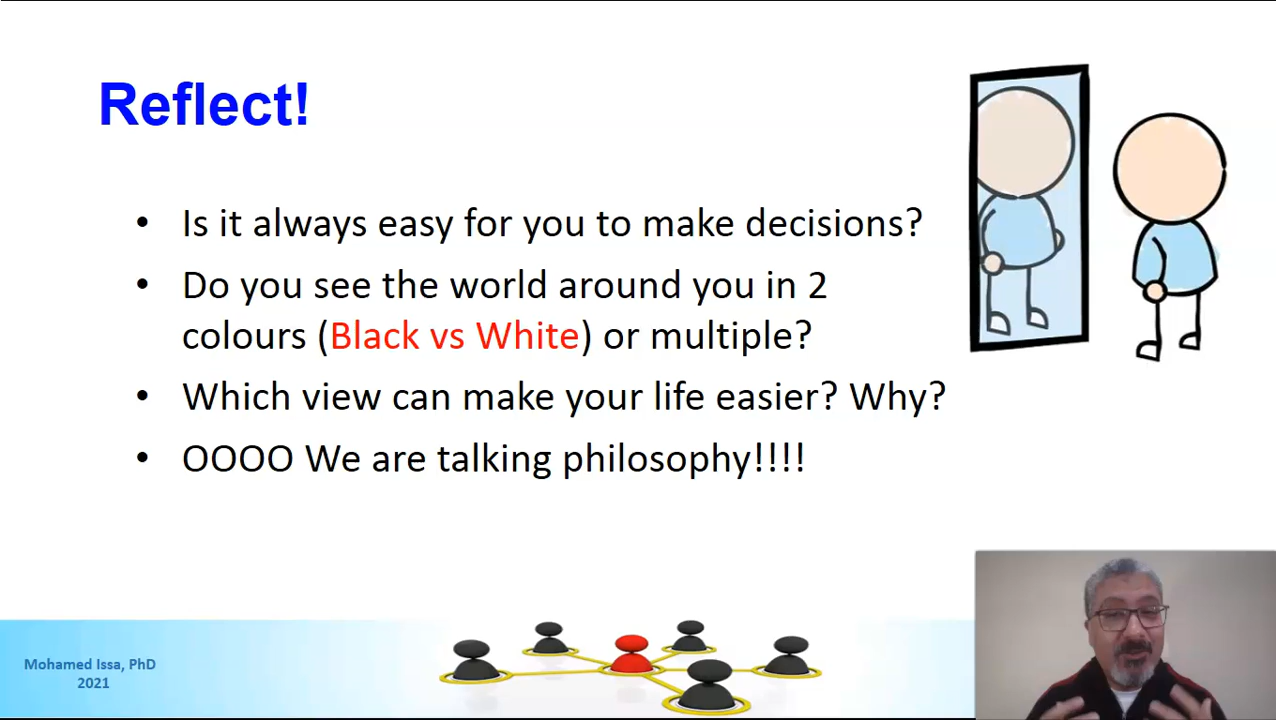 Reflect!
• Is it always easy for you to make decisions?
• Do you see the world around you in 2
colours (Black vs White) or multiple?
• Which view can make your life easier? Why?
• OOOO We are talking philosophy!!!!
Mohamed Issa, PhD
2021